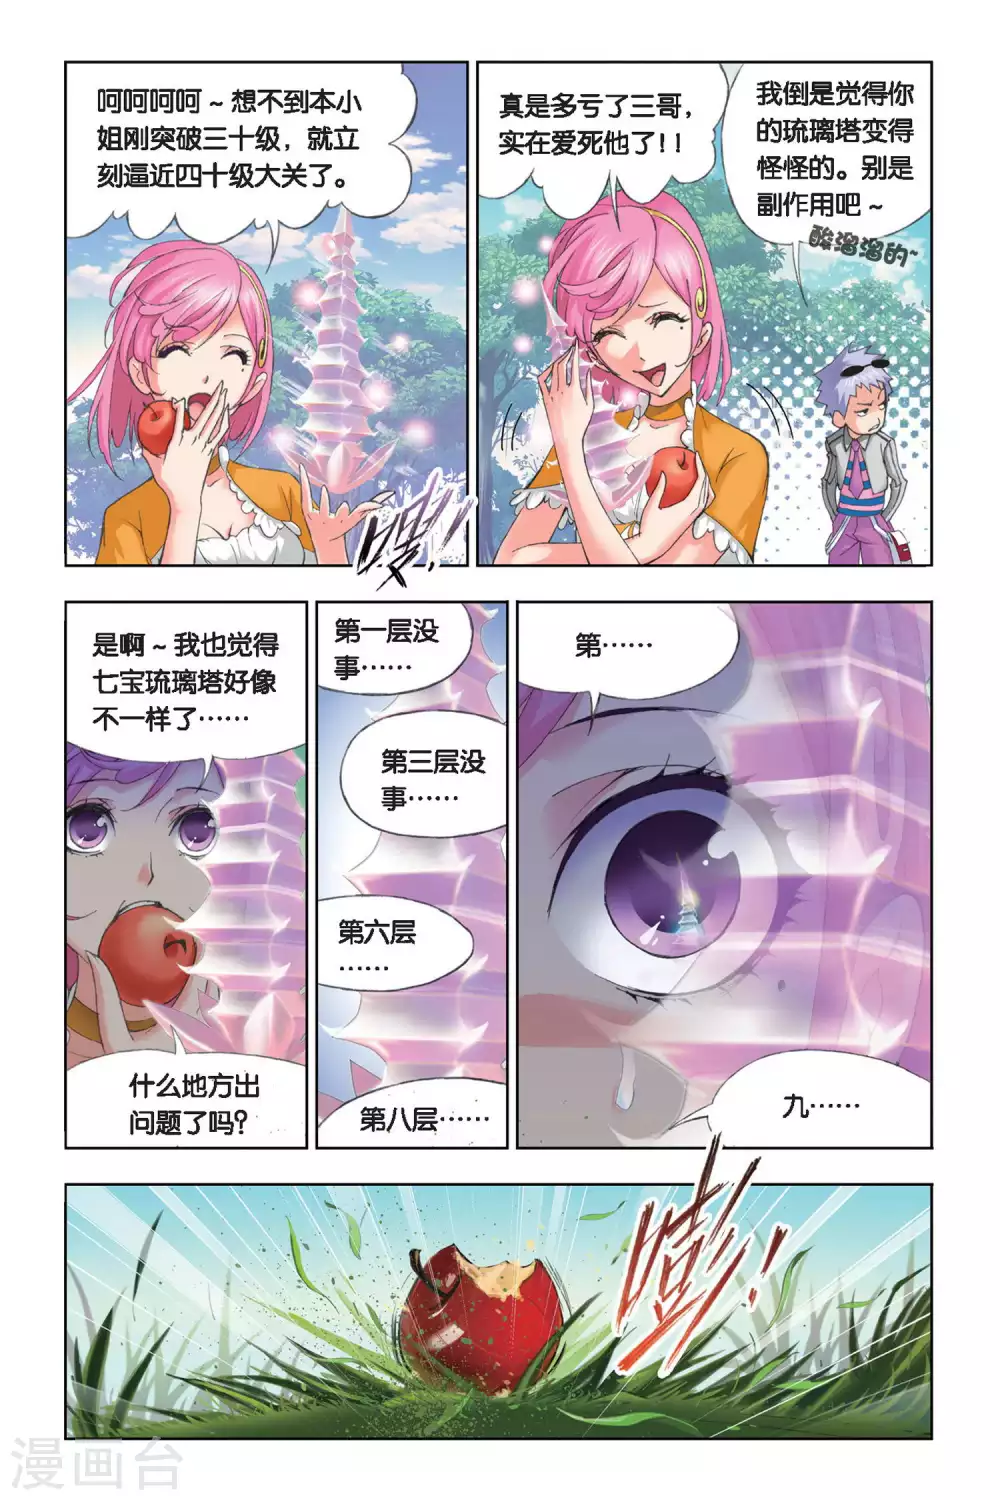 呵呵呵呵～想不到本小
姐刚突破三十级，就立
刻逼近四十级大关了。
嗖！
真是多亏了三哥，
实在爱死他了！！
我倒是觉得你
的琉璃塔变得
怪怪的。别是
副作用吧～
酸溜溜的~
是啊～我也觉得
七宝琉璃塔好像
不一样了……
什么地方出
问题了吗？
第一层没
事……
第三层没
事……
第六层
……
第八层……
第……
九……
嘭！
漫画台